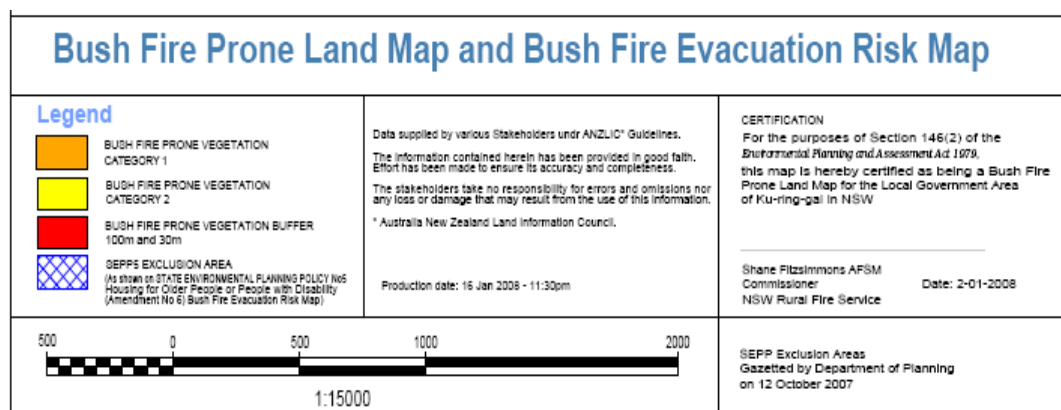 Bush Fire Prone Land Map and Bush Fire Evacuation Risk Map
Legend
BUSH FIRE PRONE VEGETATION
CATEGORY 1
BUSH FIRE PRONE VEGETATION
CATEGORY 2
BUSH FIRE PRONE VEGETATION BUFFER
100m and 30m
SEPP5 EXCLUSION AREA
(As shown on STATE ENVIRONMENTAL PLANNING POLICY No5
Housing for Older People or People with Disability
(Amendment No 6) Bush Fire Evacuation Risk Map)
Data supplied by various Stakeholders undr ANZLIC* Guidelines.
The information contained herein has been provided in good faith.
Effort has been made to ensure its accuracy and completeness.
The stakeholders take no responsibility for errors and omissions nor
any loss or damage that may result from the use of this information.
* Australia New Zealand Land Information Council.
Production date: 16 Jan 2008 - 11:30pm
CERTIFICATION
For the purposes of Section 146(2) of the
Environmental Planning and Assessment Act 1979,
this map is hereby certified as being a Bush Fire
Prone Land Map for the Local Government Area
of Ku-ring-gai in NSW
Shane Fitzsimmons AFSM
Commissioner Date: 2-01-2008
NSW Rural Fire Service
500 0 500 1000 2000
1:15000
SEPP Exclusion Areas
Gazetted by Department of Planning
on 12 October 2007